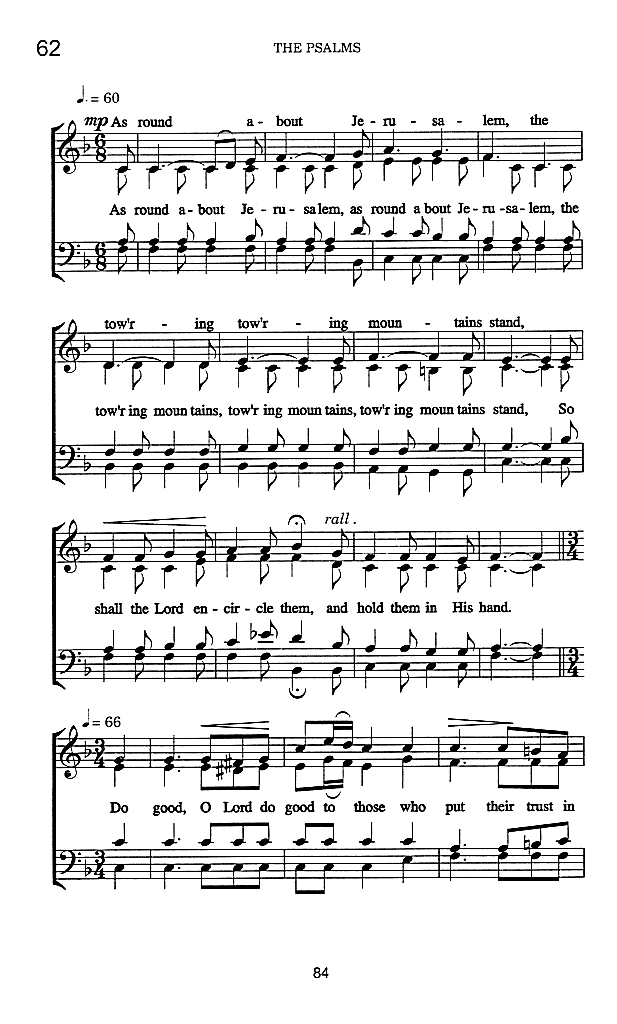 62
THE PSALMS
♩. = 60
mp As round a - bout Je - ru - sa - lem, the
As round a - bout Je - ru - salem, as round a bout Je - ru - sa - lem, the
tow'r - ing tow'r - ing moun - tains stand,
tow'r ing moun tains, tow'r ing moun tains, tow'r ing moun tains stand, So
rall.
shall the Lord en - cir - cle them, and hold them in His hand.
♩ = 66
Do good, O Lord do good to those who put their trust in
84